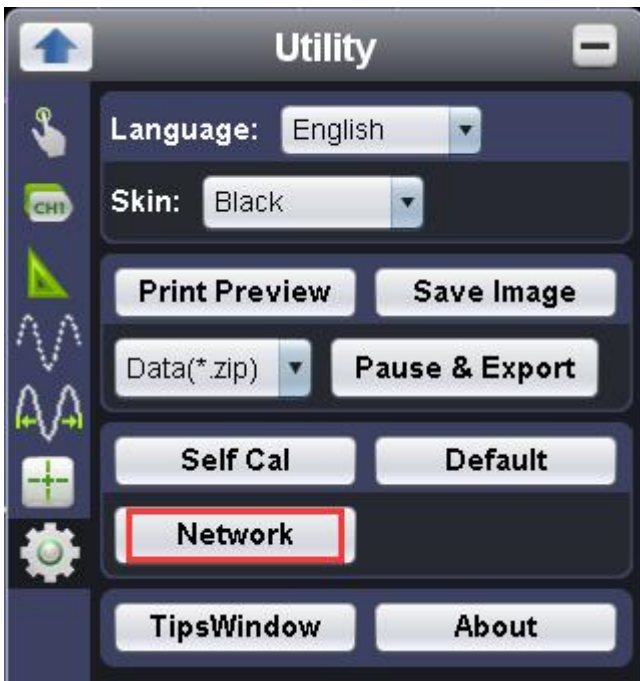 Utility
Language: English
CH1
Skin: Black
Print Preview Save Image
Data(*.zip) Pause & Export
Self Cal Default
Network
TipsWindow About